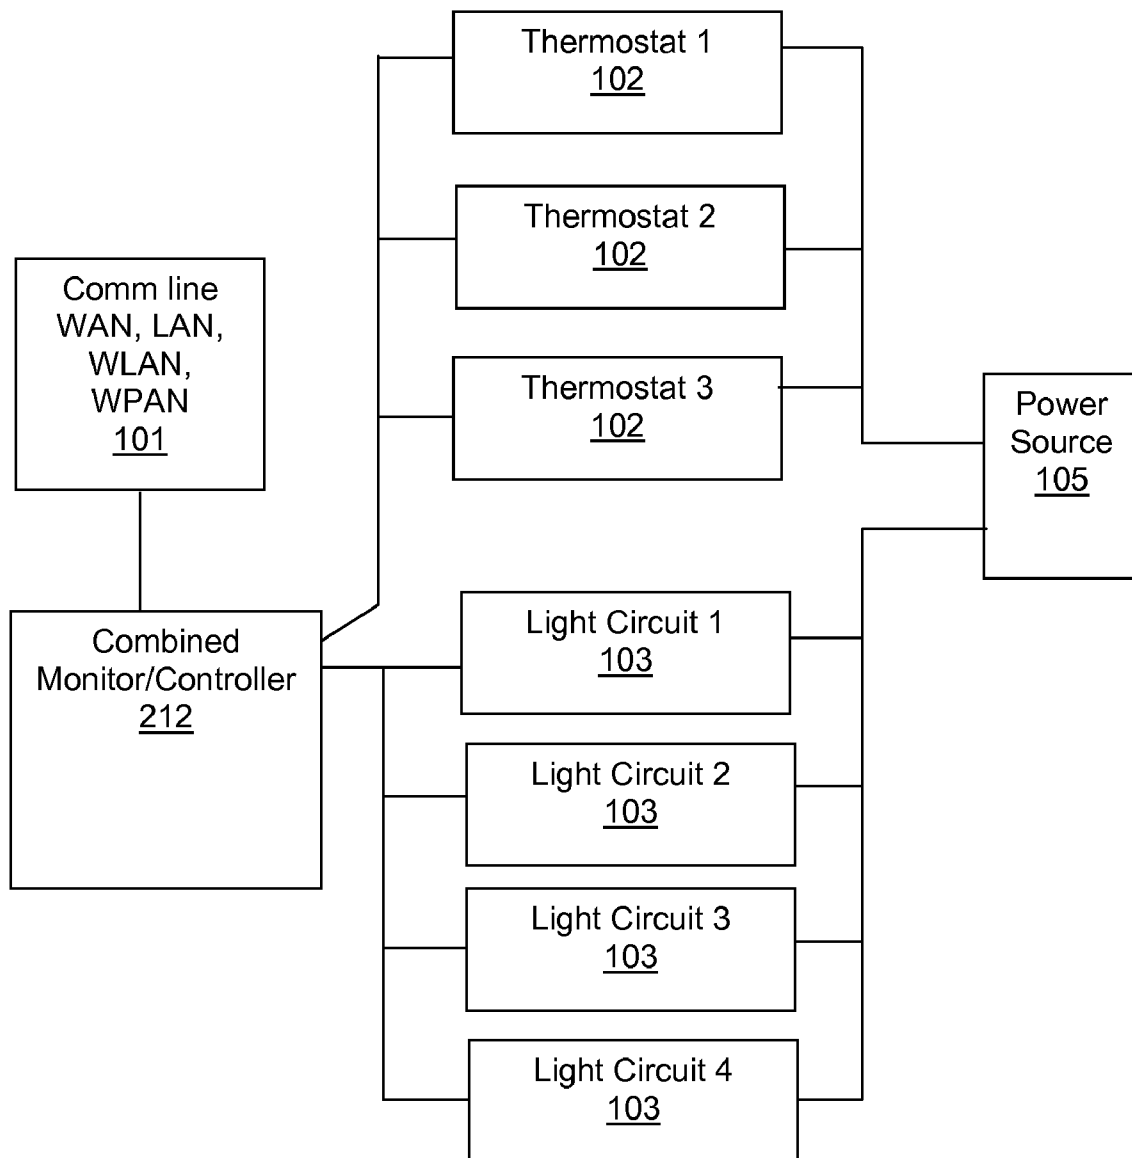 Thermostat 1
102
Thermostat 2
102
Thermostat 3
102
Comm line
WAN, LAN,
WLAN,
WPAN
101
Power
Source
105
Combined
Monitor/Controller
212
Light Circuit 1
103
Light Circuit 2
103
Light Circuit 3
103
Light Circuit 4
103